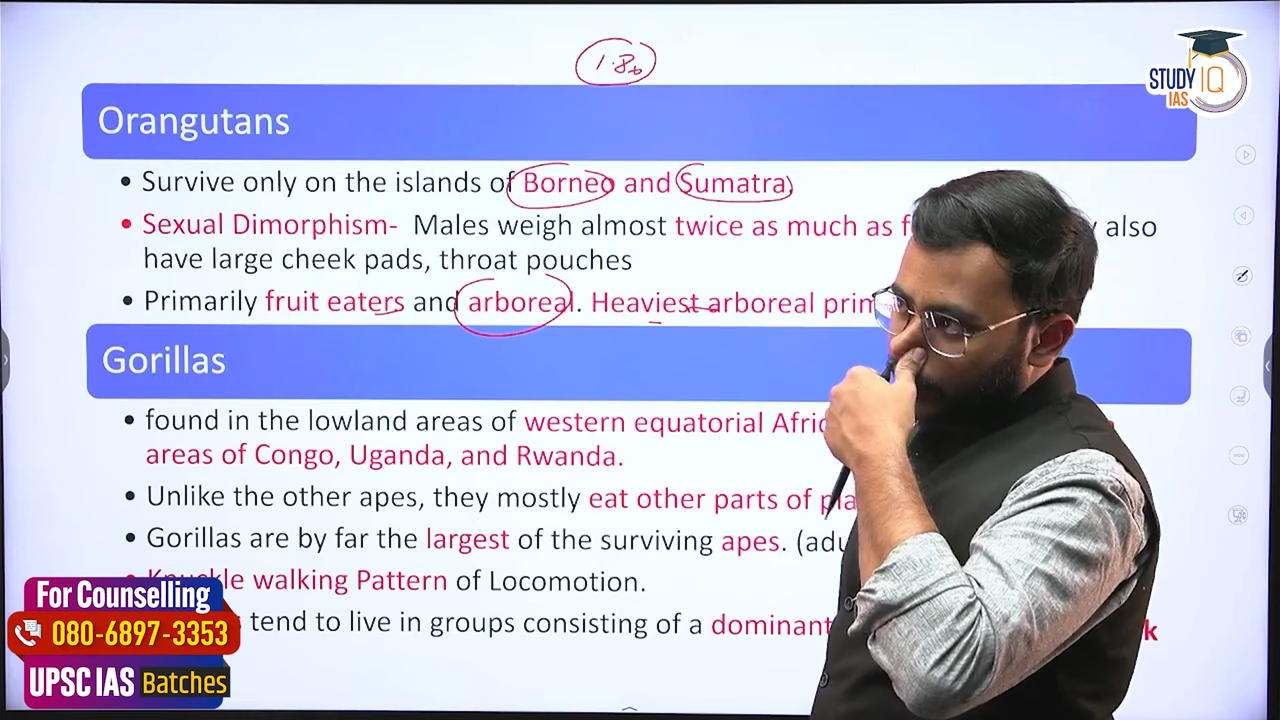 1.8
STUDY IQ
IAS
Orangutans
• Survive only on the islands of Borneo and Sumatra
• Sexual Dimorphism- Males weigh almost twice as much as f also
have large cheek pads, throat pouches
• Primarily fruit eaters and arboreal. Heaviest arboreal prim
Gorillas
• found in the lowland areas of western equatorial Afric
areas of Congo, Uganda, and Rwanda.
• Unlike the other apes, they mostly eat other parts of pla
• Gorillas are by far the largest of the surviving apes. (adu
• Knuckle walking Pattern of Locomotion.
tend to live in groups consisting of a dominant k
For Counselling
080-6897-3353
UPSC IAS Batches